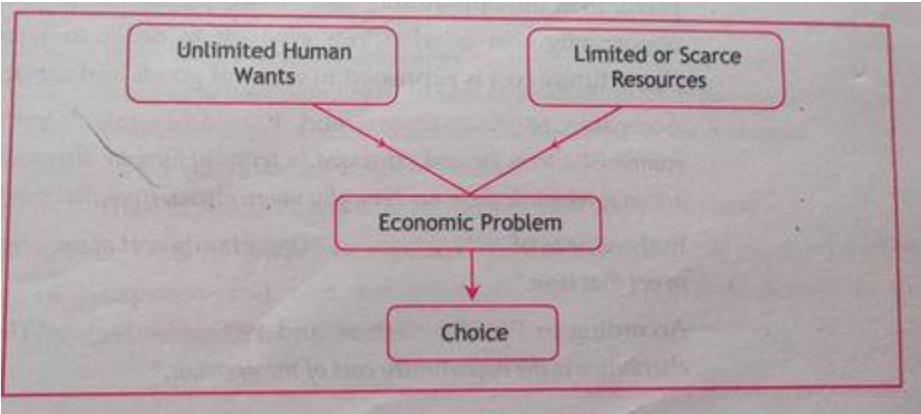 Unlimited Human
Wants
Limited or Scarce
Resources
Economic Problem
Choice